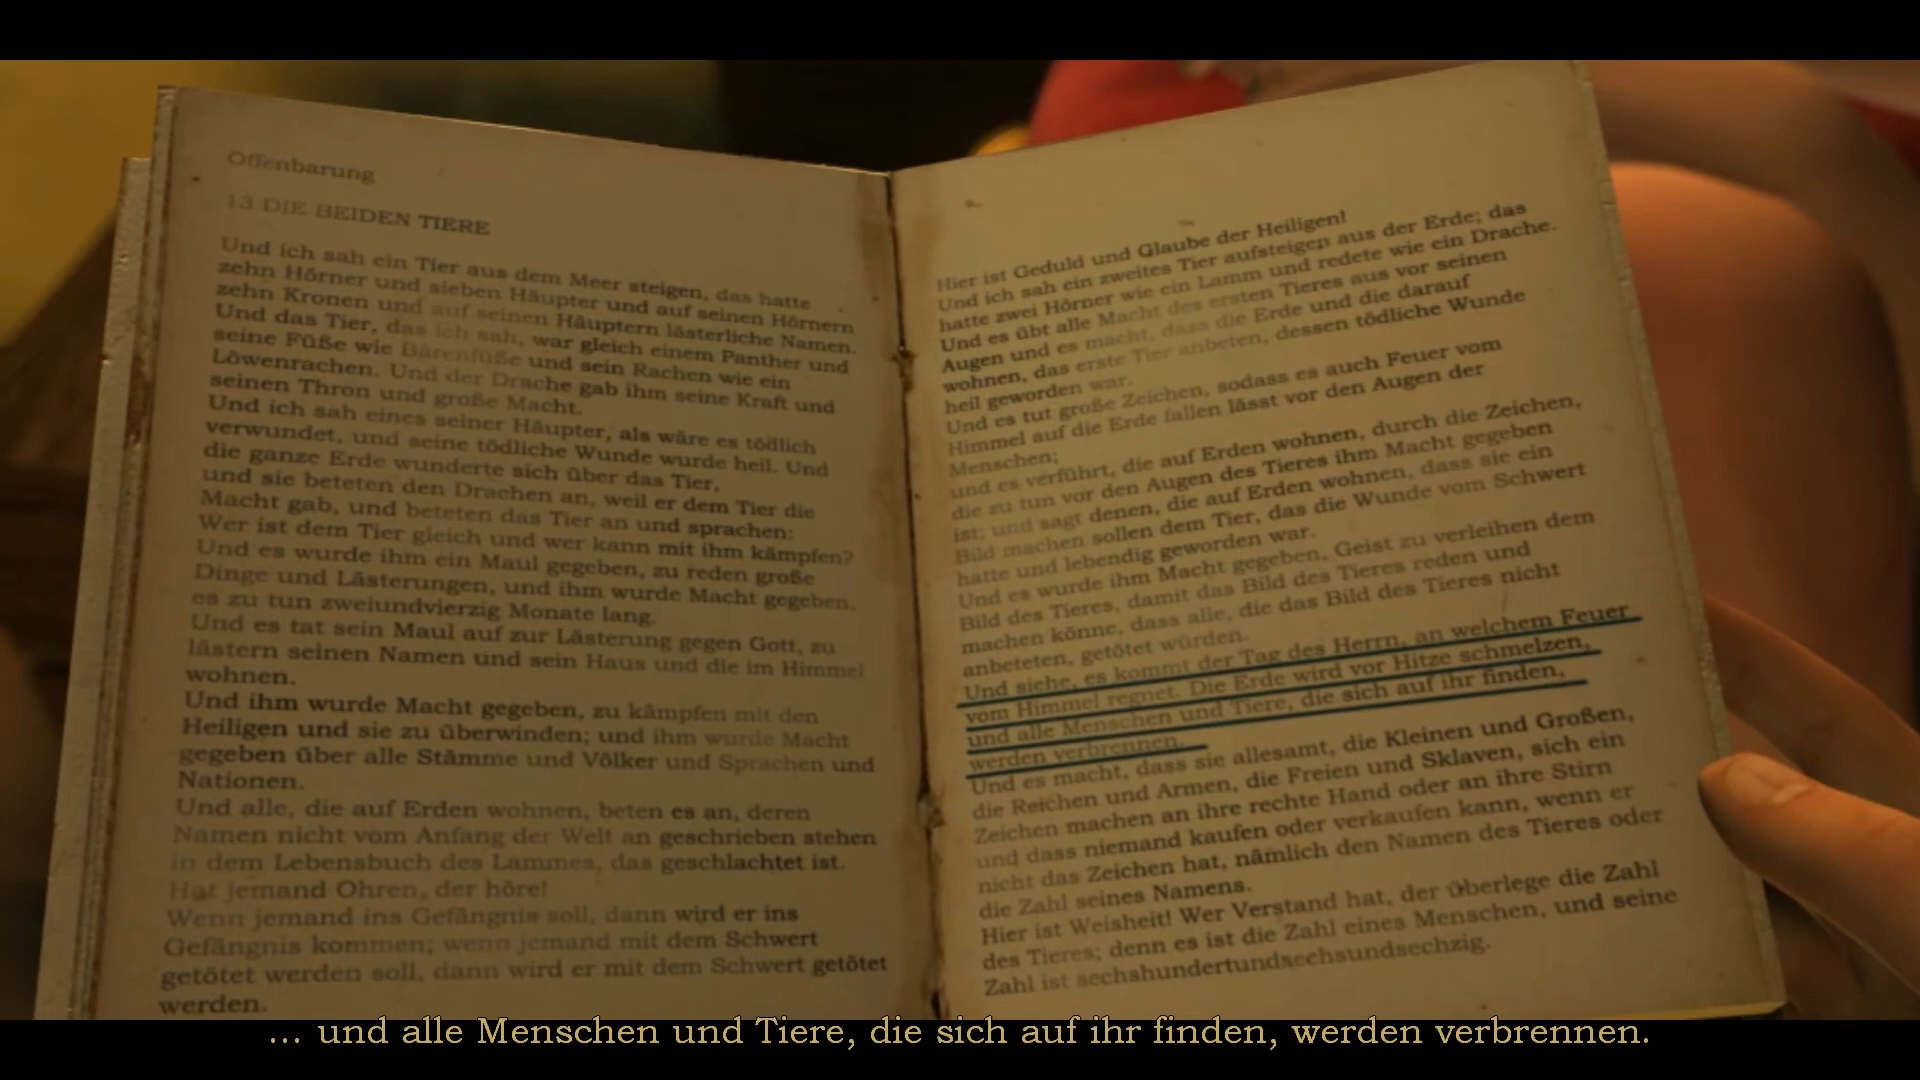 Offenbarung
13 DIE BEIDEN TIERE
Und ich sah ein Tier aus dem Meer steigen, das hatte
zehn Hörner und sieben Häupter und auf seinen Hörnern
zehn Kronen und auf seinen Häuptern lästerliche Namen.
Und das Tier, das ich sah, war gleich einem Panther und
seine Füße wie Bärenfüße und sein Rachen wie ein
Löwenrachen. Und der Drache gab ihm seine Kraft und
seinen Thron und große Macht.
Und ich sah eines seiner Häupter, als wäre es tödlich
verwundet, und seine tödliche Wunde wurde heil. Und
die ganze Erde wunderte sich über das Tier,
und sie beteten den Drachen an, weil er dem Tier die
Macht gab, und beteten das Tier an und sprachen:
Wer ist dem Tier gleich und wer kann mit ihm kämpfen?
Und es wurde ihm ein Maul gegeben, zu reden große
Dinge und Lästerungen, und ihm wurde Macht gegeben,
es zu tun zweiundvierzig Monate lang.
Und es tat sein Maul auf zur Lästerung gegen Gott, zu
lästern seinen Namen und sein Haus und die im Himmel
wohnen.
Und ihm wurde Macht gegeben, zu kämpfen mit den
Heiligen und sie zu überwinden; und ihm wurde Macht
gegeben über alle Stämme und Völker und Sprachen und
Nationen.
Und alle, die auf Erden wohnen, beten es an, deren
Namen nicht vom Anfang der Welt an geschrieben stehen
in dem Lebensbuch des Lammes, das geschlachtet ist.
Hat jemand Ohren, der höre!
Wenn jemand ins Gefängnis soll, dann wird er ins
Gefängnis kommen; wenn jemand mit dem Schwert
getötet werden soll, dann wird er mit dem Schwert getötet
werden.
Hier ist Geduld und Glaube der Heiligen!
Und ich sah ein zweites Tier aufsteigen aus der Erde; das
hatte zwei Hörner wie ein Lamm und redete wie ein Drache.
Und es übt alle Macht des ersten Tieres aus vor seinen
Augen und es macht, dass die Erde und die darauf
wohnen, das erste Tier anbeten, dessen tödliche Wunde
heil geworden war.
Und es tut große Zeichen, sodass es auch Feuer vom
Himmel auf die Erde fallen lässt vor den Augen der
Menschen;
und es verführt, die auf Erden wohnen, durch die Zeichen,
die zu tun vor den Augen des Tieres ihm Macht gegeben
ist; und sagt denen, die auf Erden wohnen, dass sie ein
Bild machen sollen dem Tier, das die Wunde vom Schwert
hatte und lebendig geworden war.
Und es wurde ihm Macht gegeben, Geist zu verleihen dem
Bild des Tieres, damit das Bild des Tieres reden und
machen könne, dass alle, die das Bild des Tieres nicht
anbeteten, getötet würden.
Und siehe, es kommt der Tag des Herrn, an welchem Feuer
vom Himmel regnet. Die Erde wird vor Hitze schmelzen,
und alle Menschen und Tiere, die sich auf ihr finden,
werden verbrennen.
Und es macht, dass sie allesamt, die Kleinen und Großen,
die Reichen und Armen, die Freien und Sklaven, sich ein
Zeichen machen an ihre rechte Hand oder an ihre Stirn
und dass niemand kaufen oder verkaufen kann, wenn er
nicht das Zeichen hat, nämlich den Namen des Tieres oder
die Zahl seines Namens.
Hier ist Weisheit! Wer Verstand hat, der überlege die Zahl
des Tieres; denn es ist die Zahl eines Menschen, und seine
Zahl ist sechshundertundsechsundsechzig.
... und alle Menschen und Tiere, die sich auf ihr finden, werden verbrennen.